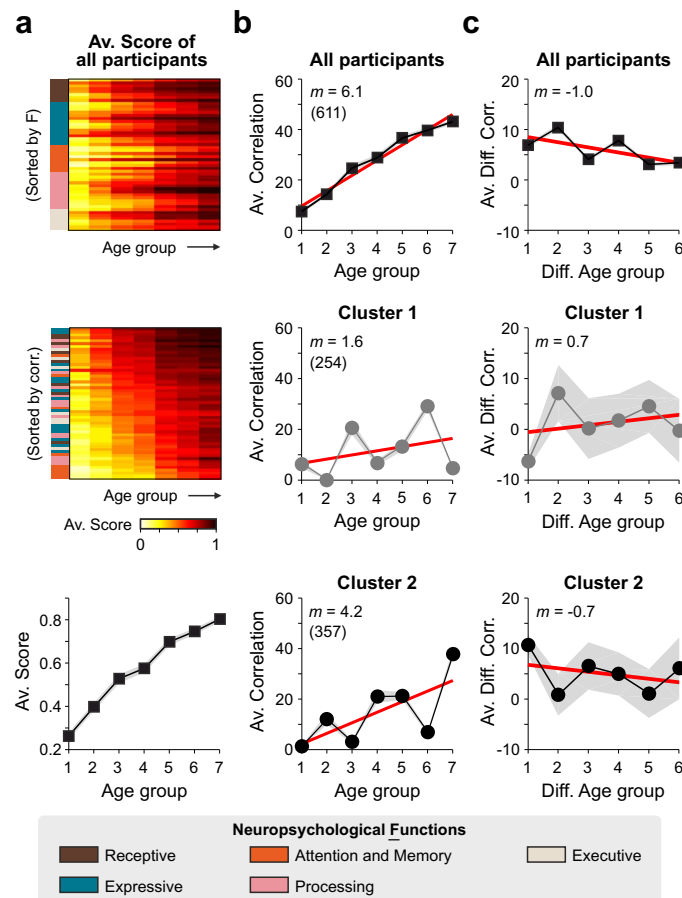 a
b
c
Av. Score of
all participants
All participants
All participants
(Sorted by F)
Age group
Av. Correlation
60
40
20
0
m = 6.1
(611)
1 2 3 4 5 6 7
Age group
Av. Diff. Corr.
20
10
5
0
-10
m = -1.0
1 2 3 4 5 6
Diff. Age group
(Sorted by corr.)
Age group
Av. Score
0 1
Cluster 1
Av. Correlation
60
40
20
0
m = 1.6
(254)
1 2 3 4 5 6 7
Age group
Cluster 1
Av. Diff. Corr.
20
10
0
-10
m = 0.7
1 2 3 4 5 6
Diff. Age group
Av. Score
0.8
0.6
0.4
0.2
1 2 3 4 5 6 7
Age group
Cluster 2
Av. Correlation
60
40
20
0
m = 4.2
(357)
1 2 3 4 5 6 7
Age group
Cluster 2
Av. Diff. Corr.
20
10
0
-10
m = -0.7
1 2 3 4 5 6
Diff. Age group
Neuropsychological Functions
Receptive
Attention and Memory
Executive
Expressive
Processing